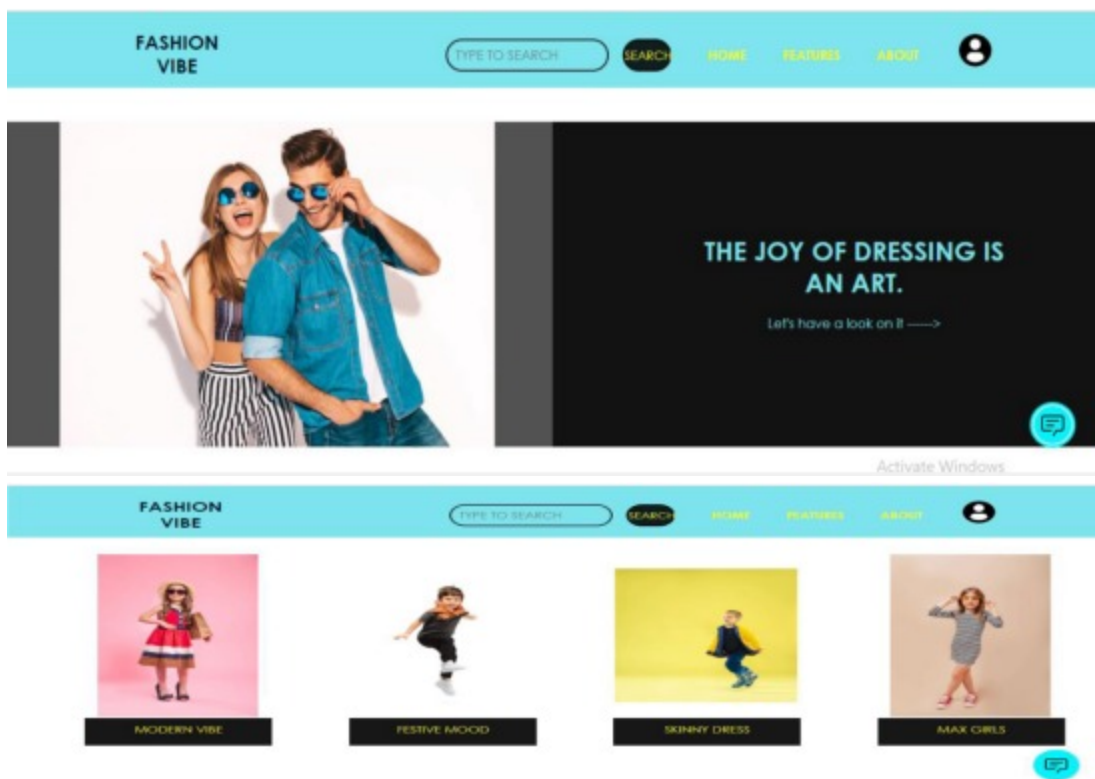 FASHION
VIBE
TYPE TO SEARCH
SEARCH
HOME
FEATURES
ABOUT
THE JOY OF DRESSING IS
AN ART.
Let's have a look on it ------>
Activate Windows
FASHION
VIBE
TYPE TO SEARCH
SEARCH
HOME
FEATURES
ABOUT
MODERN VIBE
FESTIVE MOOD
SKINNY DRESS
MAX GIRLS